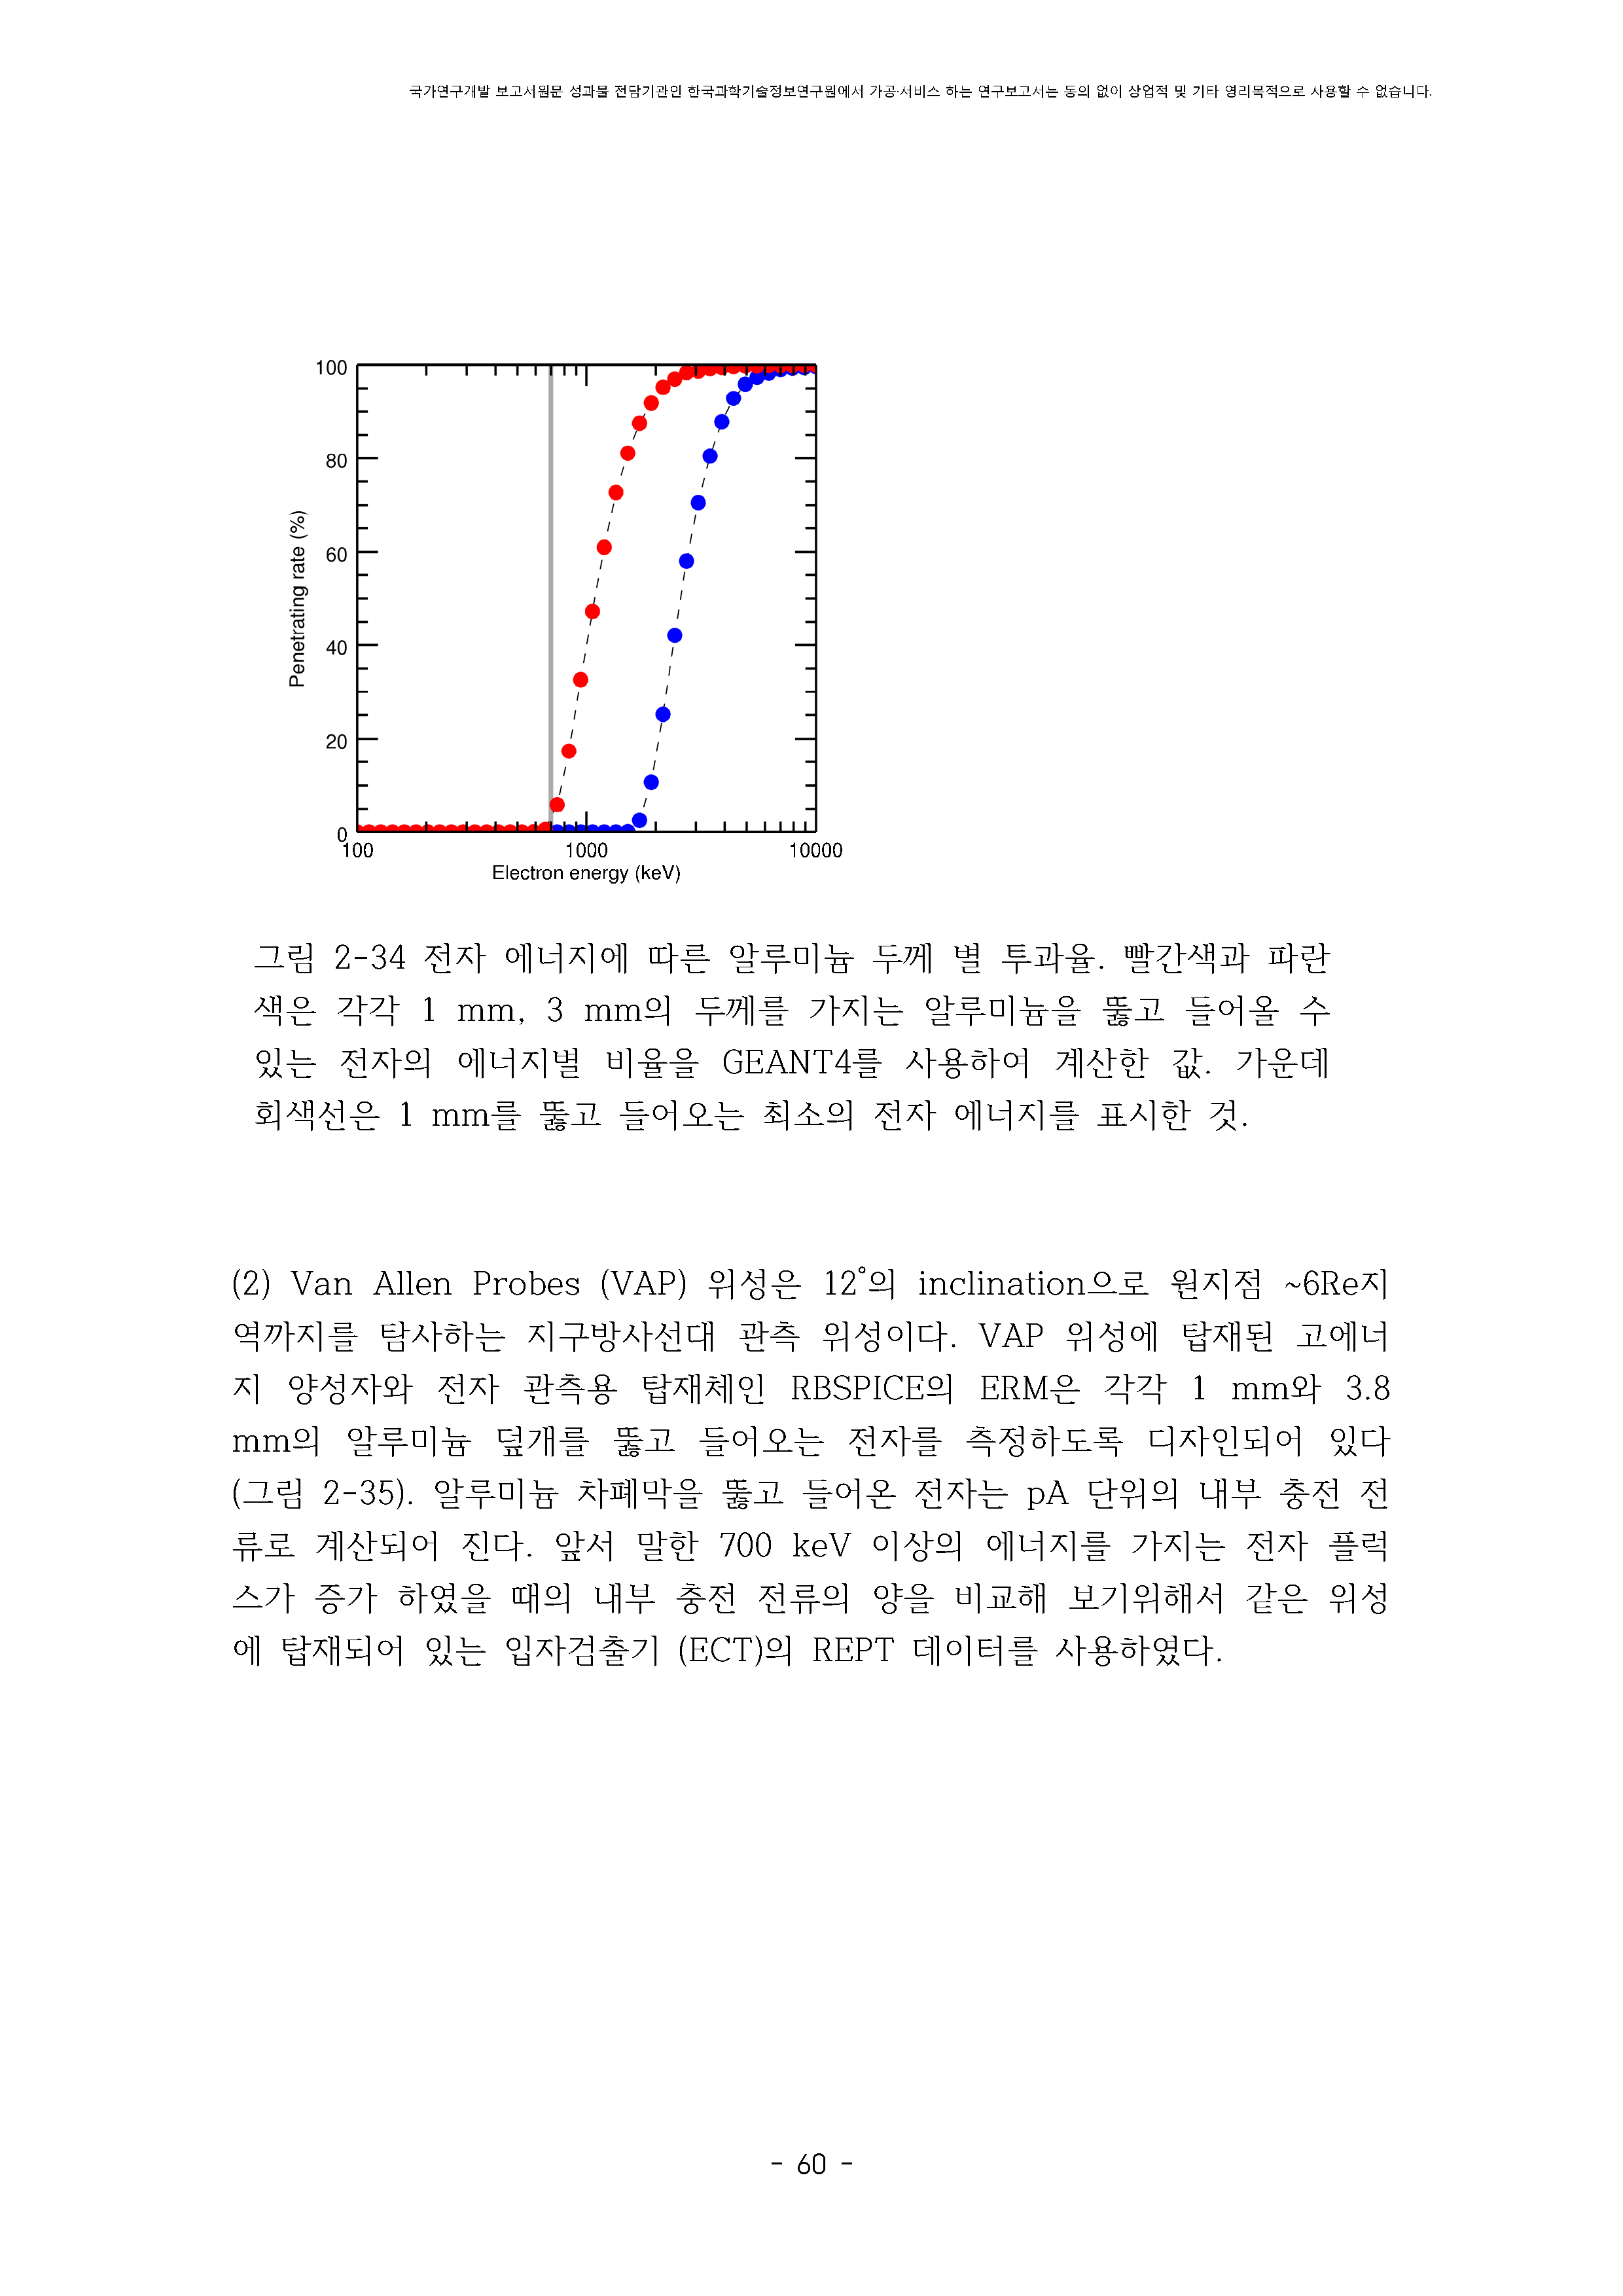 국가연구개발 보고서원문 성과물 전담기관인 한국과학기술정보연구원에서 가공·서비스 하는 연구보고서는 동의 없이 상업적 및 기타 영리목적으로 사용할 수 없습니다.
100
80
60
40
20
0
Penetrating rate (%)
100 1000 10000
Electron energy (keV)
그림 2-34 전자 에너지에 따른 알루미늄 두께 별 투과율. 빨간색과 파란
색은 각각 1 mm, 3 mm의 두께를 가지는 알루미늄을 뚫고 들어올 수
있는 전자의 에너지별 비율을 GEANT4를 사용하여 계산한 값. 가운데
회색선은 1 mm를 뚫고 들어오는 최소의 전자 에너지를 표시한 것.
(2) Van Allen Probes (VAP) 위성은 12°의 inclination으로 원지점 ~6Re지
역까지를 탐사하는 지구방사선대 관측 위성이다. VAP 위성에 탑재된 고에너
지 양성자와 전자 관측용 탑재체인 RBSPICE의 ERM은 각각 1 mm와 3.8
mm의 알루미늄 덮개를 뚫고 들어오는 전자를 측정하도록 디자인되어 있다
(그림 2-35). 알루미늄 차폐막을 뚫고 들어온 전자는 pA 단위의 내부 충전 전
류로 계산되어 진다. 앞서 말한 700 keV 이상의 에너지를 가지는 전자 플럭
스가 증가 하였을 때의 내부 충전 전류의 양을 비교해 보기위해서 같은 위성
에 탑재되어 있는 입자검출기 (ECT)의 REPT 데이터를 사용하였다.
- 60 -